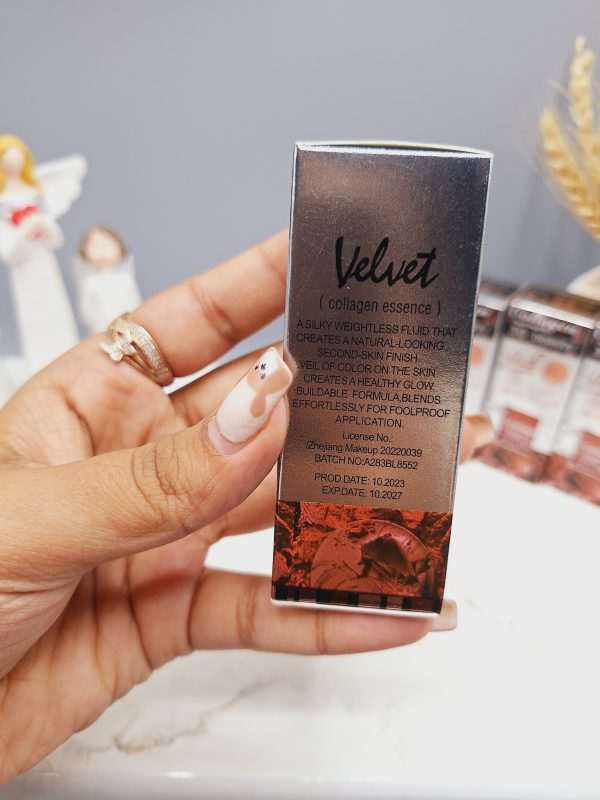 Velvet
( collagen essence )
A SILKY WEIGHTLESS FLUID THAT
CREATES A NATURAL-LOOKING,
SECOND-SKIN FINISH.
VEIL OF COLOR ON THE SKIN
CREATES A HEALTHY GLOW.
BUILDABLE FORMULA,BLENDS
EFFORTLESSLY FOR FOOLPROOF
APPLICATION.
License No.:
Zhejiang Makeup 20220039
BATCH NO:A283BL8552
PROD.DATE: 10.2023
EXP.DATE: 10.2027